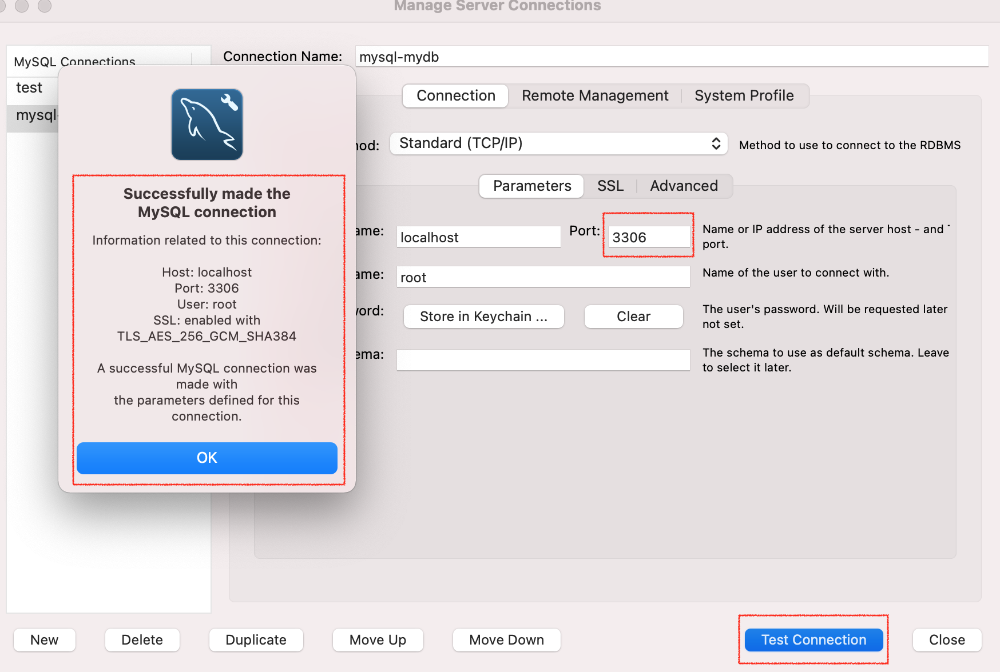 Manage Server Connections
MySQL Connections
test
mysql-
Connection Name: mysql-mydb
Connection Remote Management System Profile
Standard (TCP/IP) Method to use to connect to the RDBMS
Parameters SSL Advanced
localhost Port: 3306 Name or IP address of the server host - and
port.
root Name of the user to connect with.
Store in Keychain ... Clear The user's password. Will be requested later
not set.
The schema to use as default schema. Leave
to select it later.
Successfully made the
MySQL connection
Information related to this connection:
Host: localhost
Port: 3306
User: root
SSL: enabled with
TLS_AES_256_GCM_SHA384
A successful MySQL connection was
made with
the parameters defined for this
connection.
OK
New Delete Duplicate Move Up Move Down Test Connection Close